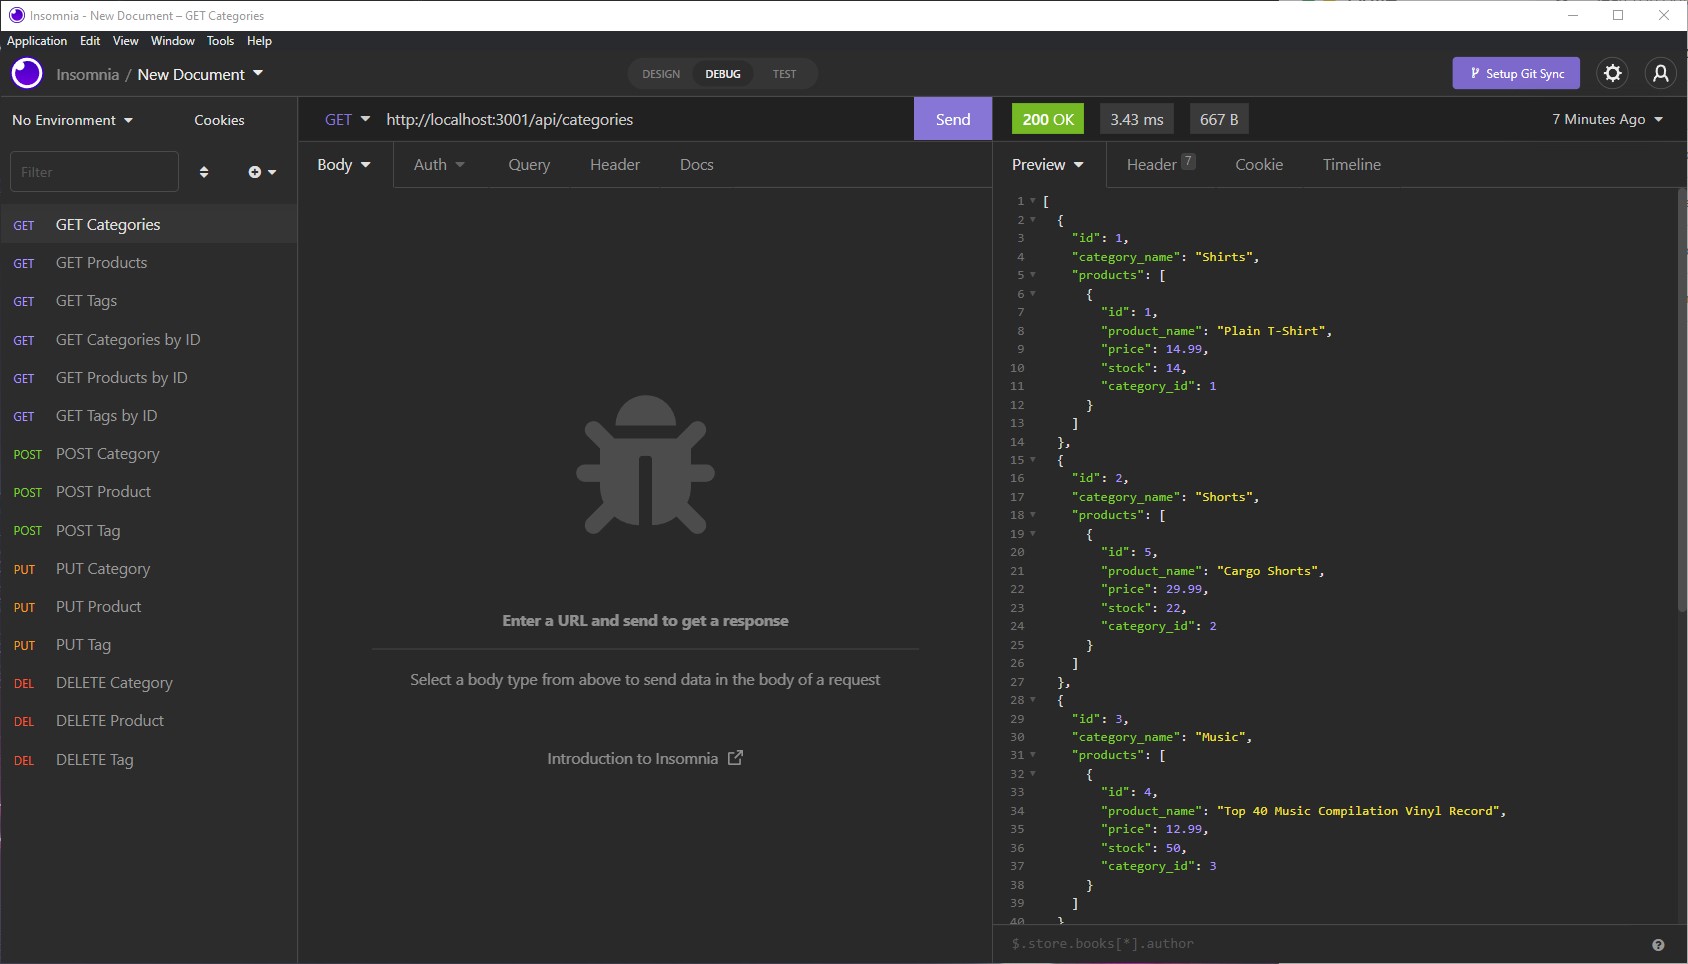 Insomnia - New Document – GET Categories
Application Edit View Window Tools Help
Insomnia / New Document
DESIGN DEBUG TEST
Setup Git Sync
No Environment Cookies
GET http://localhost:3001/api/categories Send
200 OK 3.43 ms 667 B 7 Minutes Ago
Filter
Body Auth Query Header Docs
Preview Header 7 Cookie Timeline
GET GET Categories
GET GET Products
GET GET Tags
GET GET Categories by ID
GET GET Products by ID
GET GET Tags by ID
POST POST Category
POST POST Product
POST POST Tag
PUT PUT Category
PUT PUT Product
PUT PUT Tag
DEL DELETE Category
DEL DELETE Product
DEL DELETE Tag
Enter a URL and send to get a response
Select a body type from above to send data in the body of a request
Introduction to Insomnia
1 [
2 {
3 "id": 1,
4 "category_name": "Shirts",
5 "products": [
6 {
7 "id": 1,
8 "product_name": "Plain T-Shirt",
9 "price": 14.99,
10 "stock": 14,
11 "category_id": 1
12 }
13 ]
14 },
15 {
16 "id": 2,
17 "category_name": "Shorts",
18 "products": [
19 {
20 "id": 5,
21 "product_name": "Cargo Shorts",
22 "price": 29.99,
23 "stock": 22,
24 "category_id": 2
25 }
26 ]
27 },
28 {
29 "id": 3,
30 "category_name": "Music",
31 "products": [
32 {
33 "id": 4,
34 "product_name": "Top 40 Music Compilation Vinyl Record",
35 "price": 12.99,
36 "stock": 50,
37 "category_id": 3
38 }
39 ]
40 }
$.store.books[*].author